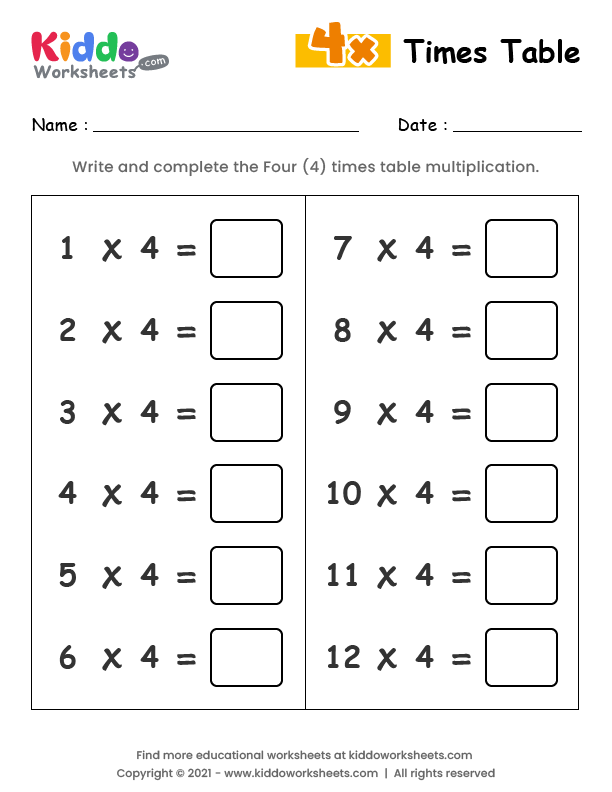 Kiddo
Worksheets .com
4x Times Table
Name : Date :
Write and complete the Four (4) times table multiplication.
1 x 4 =
2 x 4 =
3 x 4 =
4 x 4 =
5 x 4 =
6 x 4 =
7 x 4 =
8 x 4 =
9 x 4 =
10 x 4 =
11 x 4 =
12 x 4 =
Find more educational worksheets at kiddoworksheets.com
Copyright © 2021 - www.kiddoworksheets.com | All rights reserved